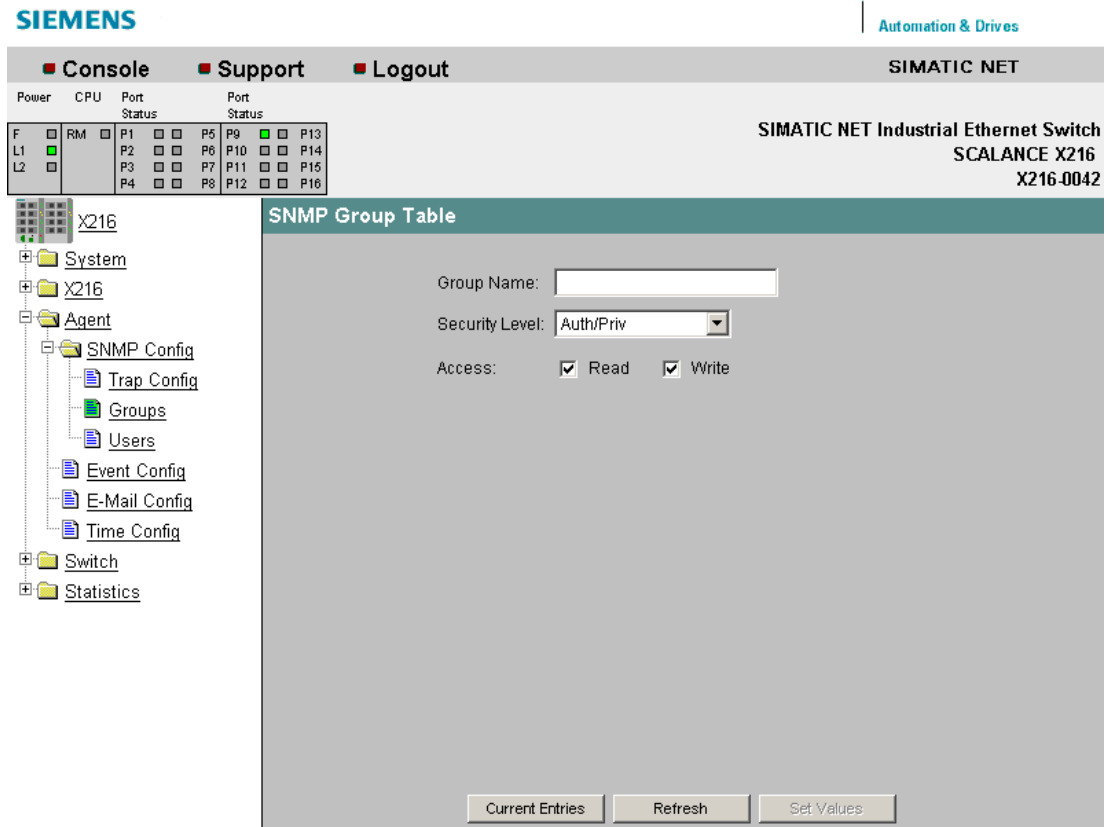 SIEMENS
Automation & Drives
Console Support Logout SIMATIC NET
Power CPU Port Status Port Status
F RM P1 P5 P9 P13
L1 P2 P6 P10 P14
L2 P3 P7 P11 P15
P4 P8 P12 P16
SIMATIC NET Industrial Ethernet Switch
SCALANCE X216
X216-0042
X216
System
X216
Agent
SNMP Config
Trap Config
Groups
Users
Event Config
E-Mail Config
Time Config
Switch
Statistics
SNMP Group Table
Group Name:
Security Level: Auth/Priv
Access: Read Write
Current Entries Refresh Set Values